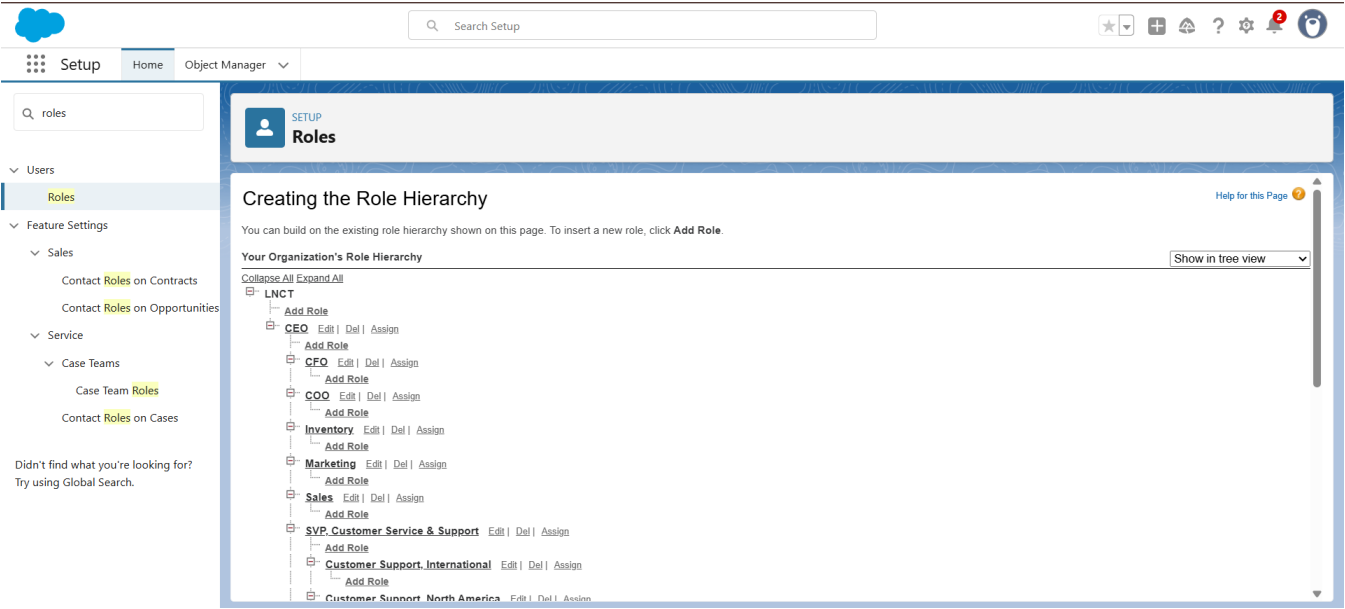 Search Setup
2
Setup
Home
Object Manager
roles
Users
Roles
Feature Settings
Sales
Contact Roles on Contracts
Contact Roles on Opportunities
Service
Case Teams
Case Team Roles
Contact Roles on Cases
Didn't find what you're looking for?
Try using Global Search.
SETUP
Roles
Creating the Role Hierarchy
Help for this Page ?
You can build on the existing role hierarchy shown on this page. To insert a new role, click Add Role.
Your Organization's Role Hierarchy
Show in tree view
Collapse All Expand All
LNCT
Add Role
CEO Edit | Del | Assign
Add Role
CFO Edit | Del | Assign
Add Role
COO Edit | Del | Assign
Add Role
Inventory Edit | Del | Assign
Add Role
Marketing Edit | Del | Assign
Add Role
Sales Edit | Del | Assign
Add Role
SVP, Customer Service & Support Edit | Del | Assign
Add Role
Customer Support, International Edit | Del | Assign
Add Role
Customer Support, North America Edit | Del | Assign